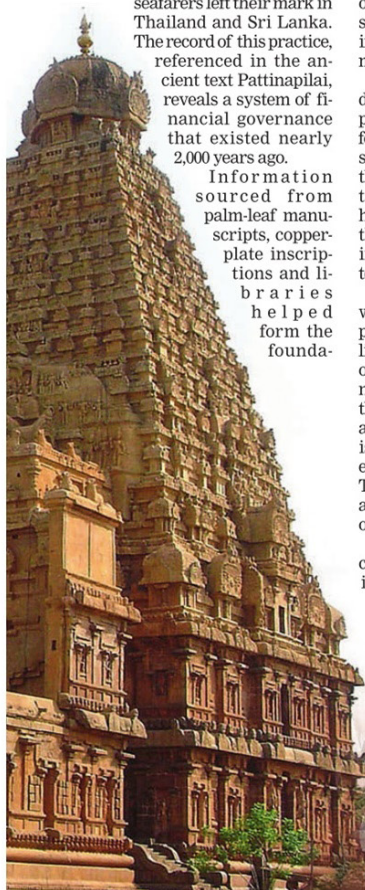 seafarers left their mark in
Thailand and Sri Lanka.
The record of this practice,
referenced in the an-
cient text Pattinapilai,
reveals a system of fi-
nancial governance
that existed nearly
2,000 years ago.
Information
sourced from
palm-leaf manu-
scripts, copper-
plate inscrip-
tions and li-
braries
helped
form the
founda-